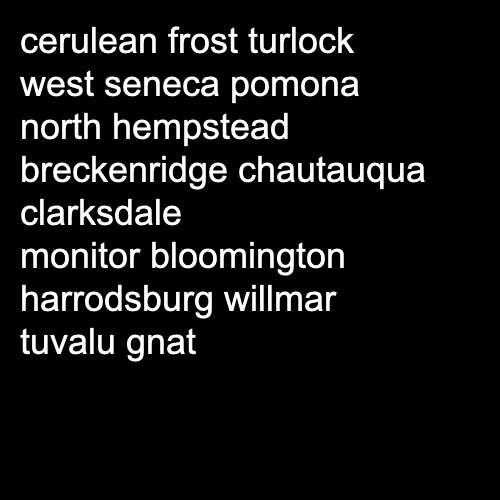 cerulean frost turlock
west seneca pomona
north hempstead
breckenridge chautauqua
clarksdale
monitor bloomington
harrodsburg willmar
tuvalu gnat